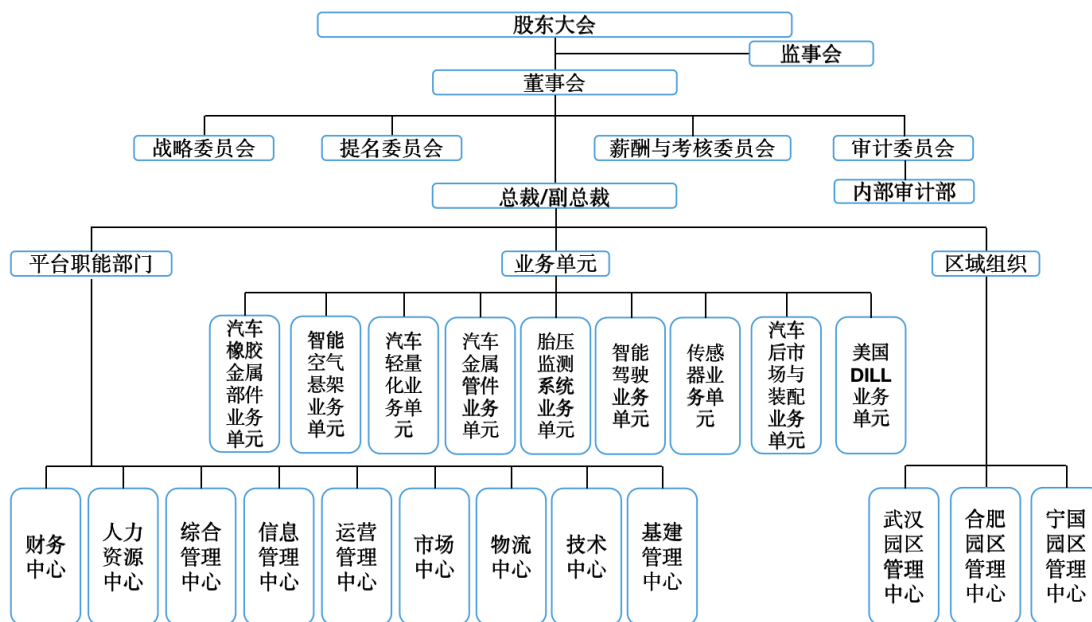 股东大会
监事会
董事会
战略委员会
提名委员会
薪酬与考核委员会
审计委员会
内部审计部
总裁/副总裁
平台职能部门
业务单元
区域组织
汽车
橡胶
金属
部件
业务
单元
智能
空气
悬架
业务
单元
汽车
轻量
化业
务单
元
汽车
金属
管件
业务
单元
胎压
监测
系统
业务
单元
智能
驾驶
业务
单元
传感
器业
务单
元
汽车
后市
场与
装配
业务
单元
美国
DILL
业务
单元
财务
中心
人力
资源
中心
综合
管理
中心
信息
管理
中心
运营
管理
中心
市场
中心
物流
中心
技术
中心
基建
管理
中心
武汉
园区
管理
中心
合肥
园区
管理
中心
宁国
园区
管理
中心